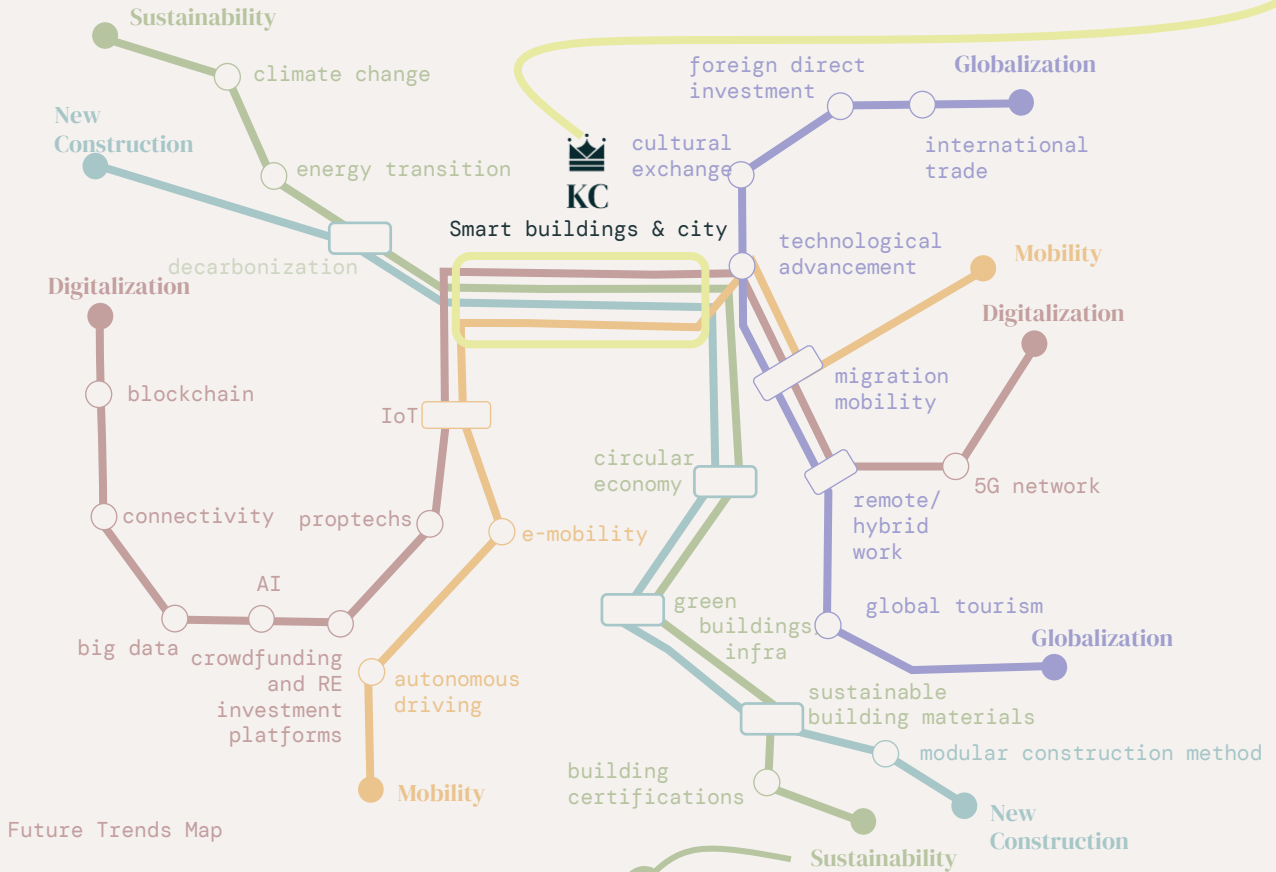 Sustainability
climate change
New
Construction
energy transition
decarbonization
KC
Smart buildings & city
foreign direct
investment
Globalization
cultural
exchange
international
trade
technological
advancement
Mobility
Digitalization
Digitalization
blockchain
IoT
connectivity
proptechs
AI
big data
crowdfunding
and RE
investment
platforms
e-mobility
autonomous
driving
Mobility
migration
mobility
circular
economy
5G network
remote/
hybrid
work
green
buildings,
infra
global tourism
Globalization
sustainable
building materials
modular construction method
building
certifications
New
Construction
Sustainability
Future Trends Map